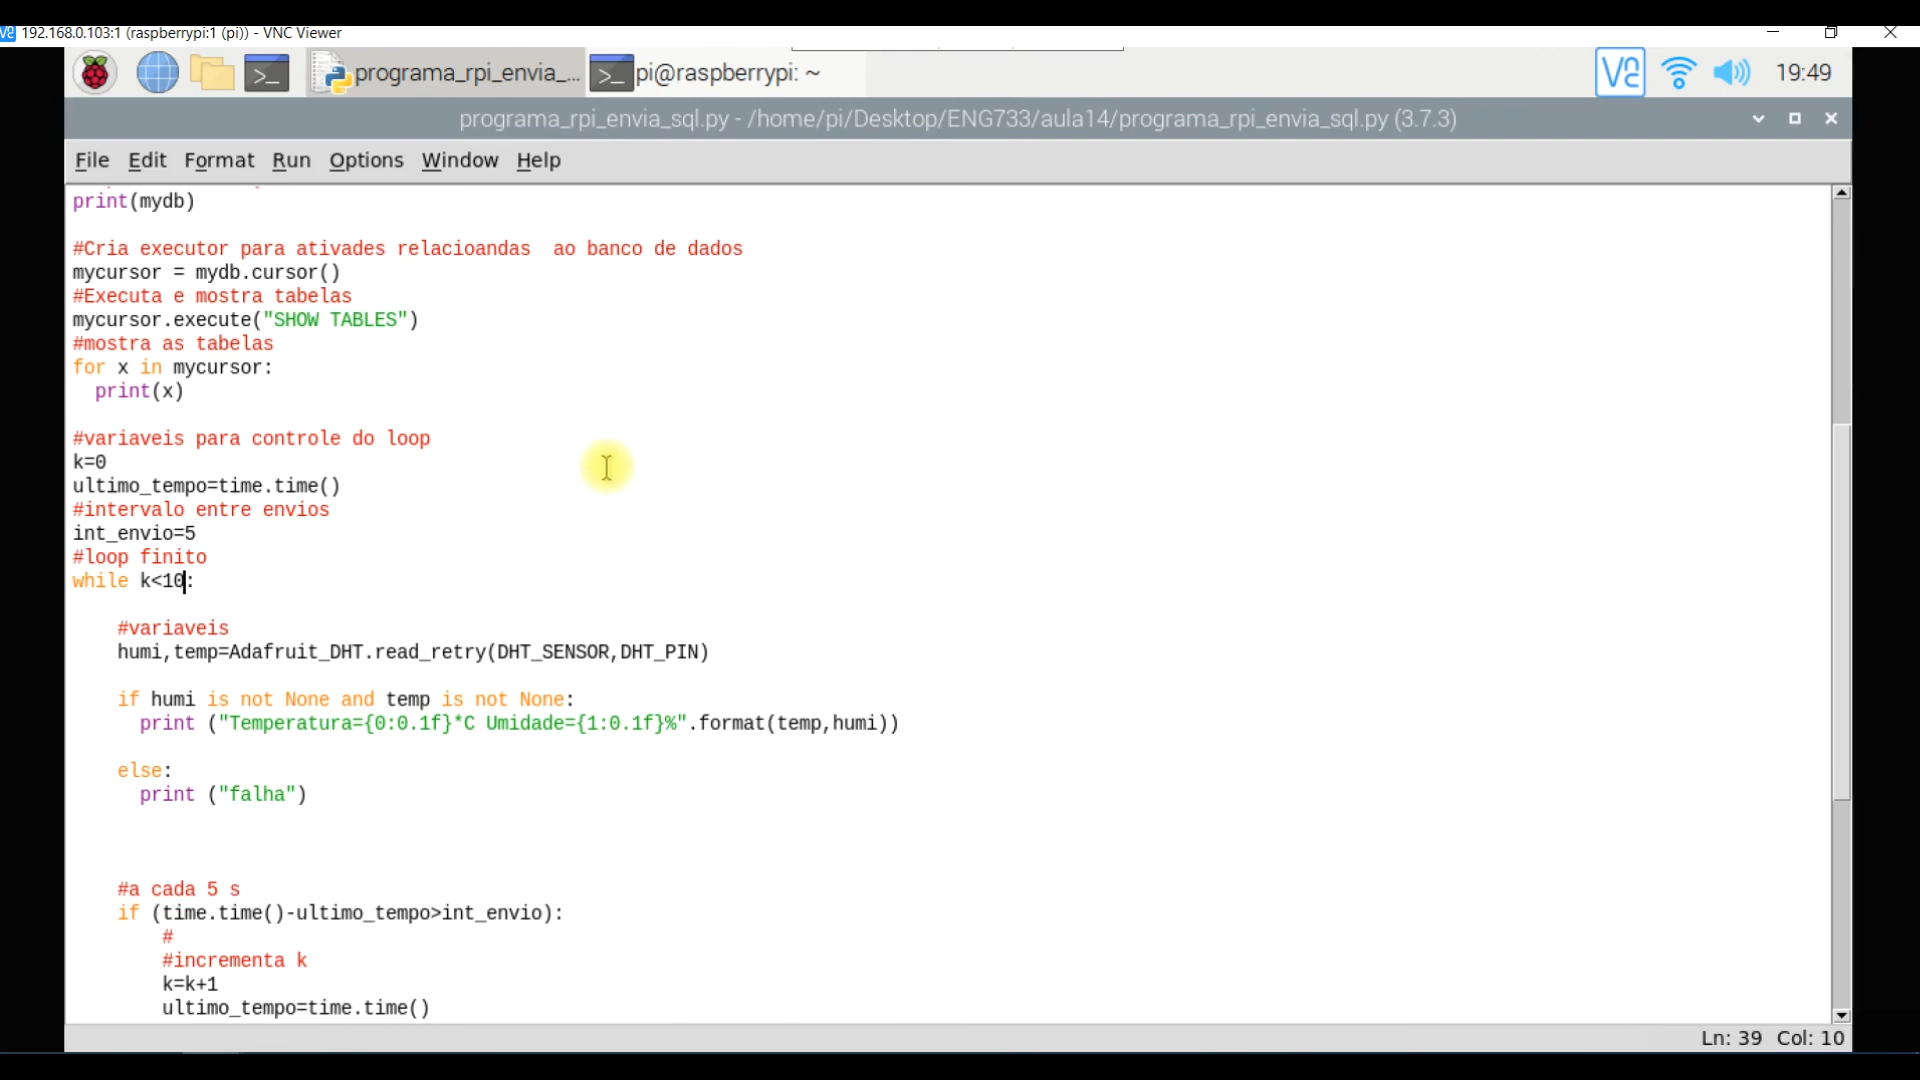 192.168.0.103:1 (raspberrypi:1 (pi)) - VNC Viewer
programa_rpi_envia_... pi@raspberrypi: ~ 19:49
programa_rpi_envia_sql.py - /home/pi/Desktop/ENG733/aula14/programa_rpi_envia_sql.py (3.7.3)
File Edit Format Run Options Window Help
print(mydb)
#Cria executor para ativades relacioandas  ao banco de dados
mycursor = mydb.cursor()
#Executa e mostra tabelas
mycursor.execute("SHOW TABLES")
#mostra as tabelas
for x in mycursor:
  print(x)
#variaveis para controle do loop
k=0
ultimo_tempo=time.time()
#intervalo entre envios
int_envio=5
#loop finito
while k<10:
    #variaveis
    humi,temp=Adafruit_DHT.read_retry(DHT_SENSOR,DHT_PIN)
    if humi is not None and temp is not None:
      print ("Temperatura={0:0.1f}*C Umidade={1:0.1f}%".format(temp,humi))
    else:
      print ("falha")
    #a cada 5 s
    if (time.time()-ultimo_tempo>int_envio):
        #
        #incrementa k
        k=k+1
        ultimo_tempo=time.time()
Ln: 39 Col: 10